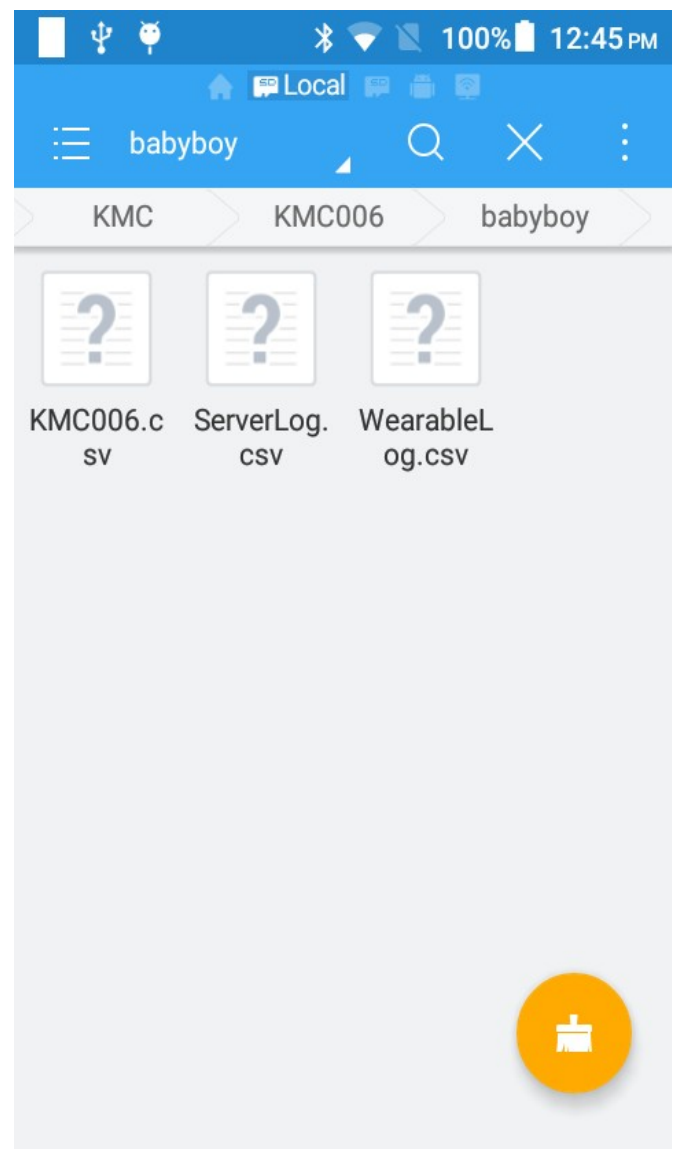 100% 12:45 PM
Local
babyboy
KMC KMC006 babyboy
KMC006.c ServerLog. WearableL
sv csv og.csv